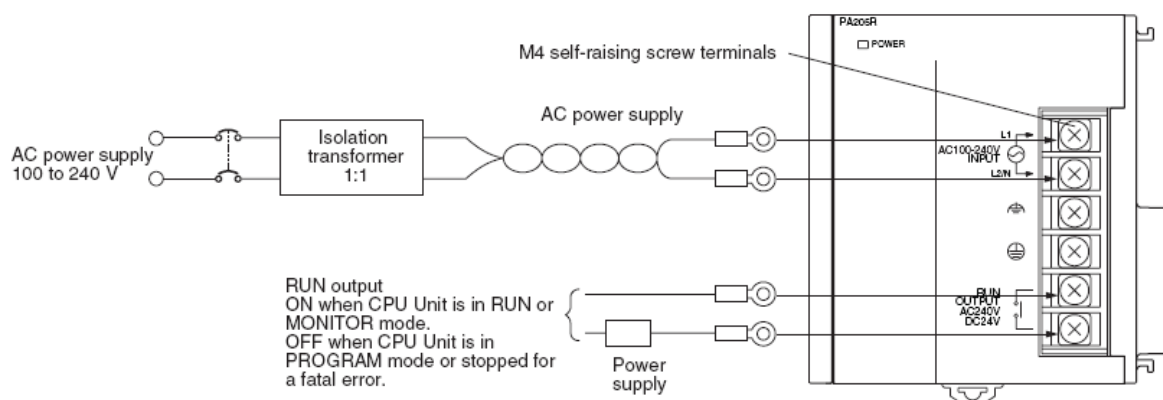 PA205R
POWER
M4 self-raising screw terminals
AC power supply
AC power supply
100 to 240 V
Isolation
transformer
1:1
L1
AC100-240V
INPUT
L2/N
RUN output
ON when CPU Unit is in RUN or
MONITOR mode.
OFF when CPU Unit is in
PROGRAM mode or stopped for
a fatal error.
Power
supply
RUN
OUTPUT
AC240V
DC24V